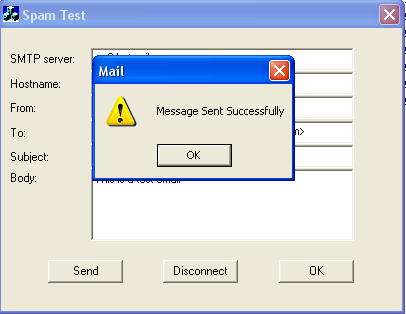 Spam Test
SMTP server:
Mail
Hostname:
From:
Message Sent Successfully
To:
OK
Subject:
Body:
This is a test email
Send
Disconnect
OK